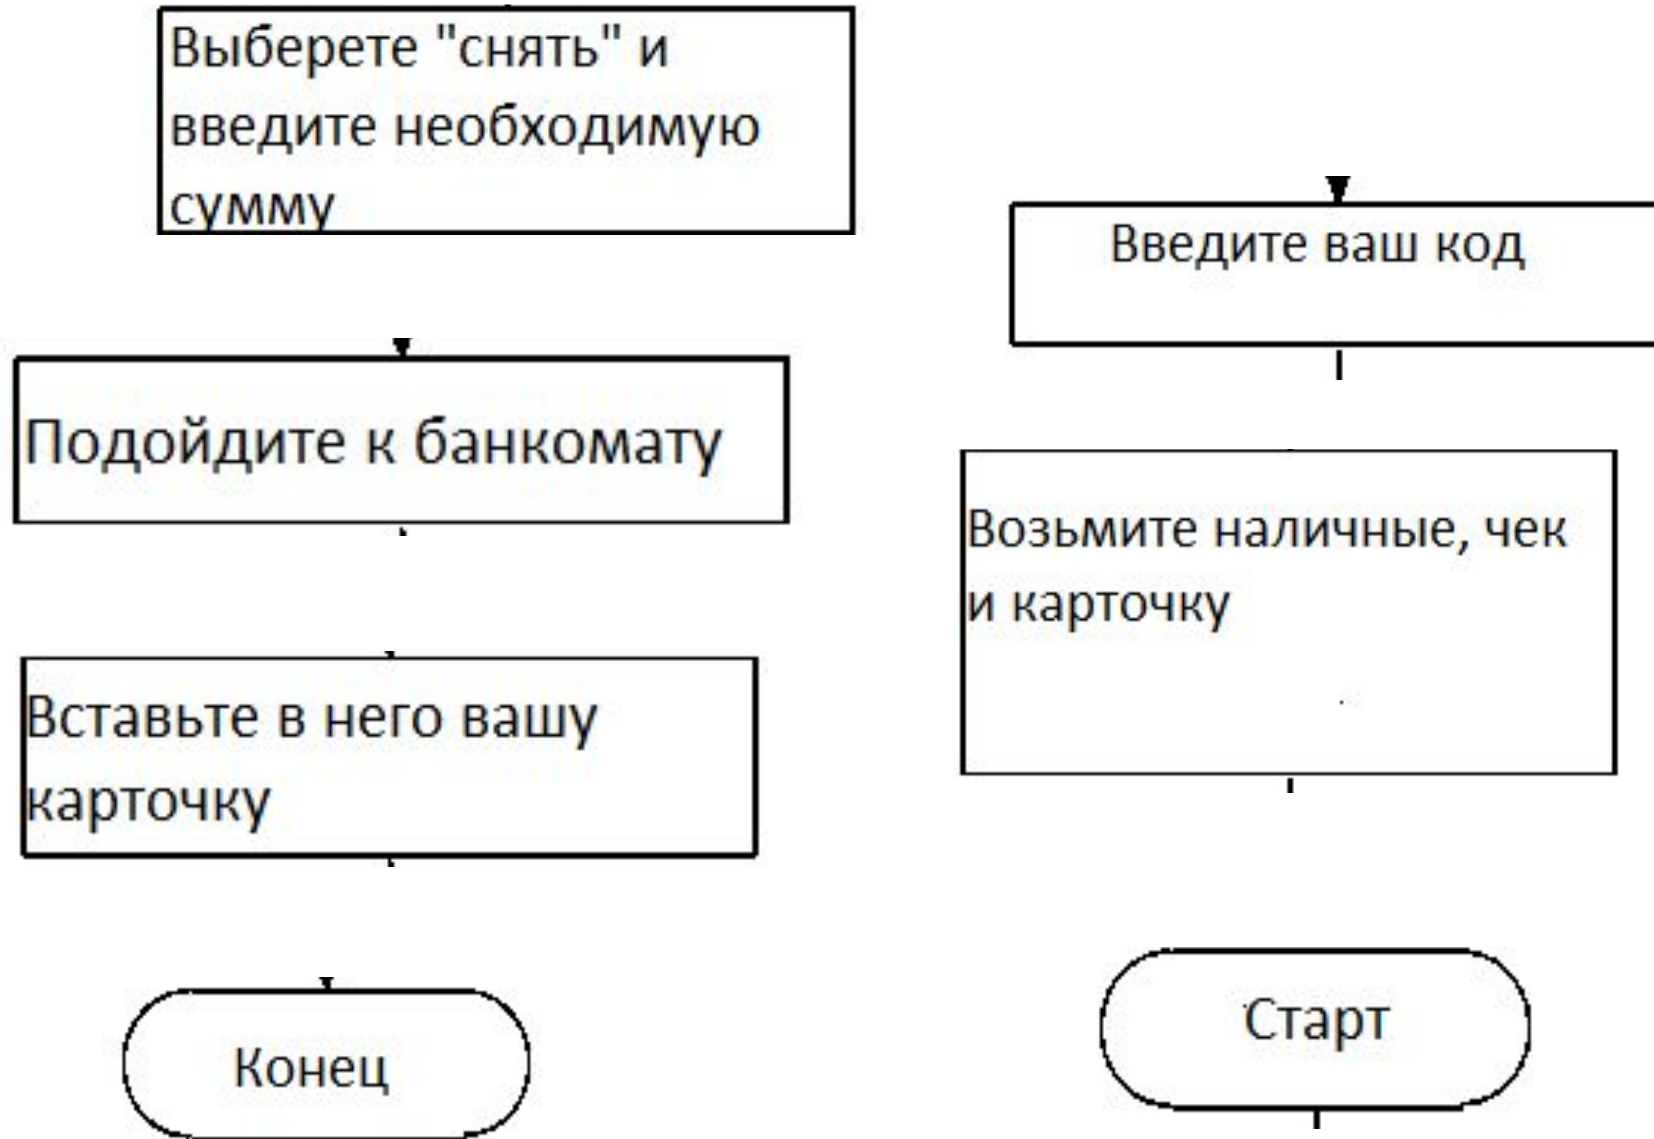 Выберете "снять" и
введите необходимую
сумму
Введите ваш код
Подойдите к банкомату
Возьмите наличные, чек
и карточку
Вставьте в него вашу
карточку
Старт
Конец